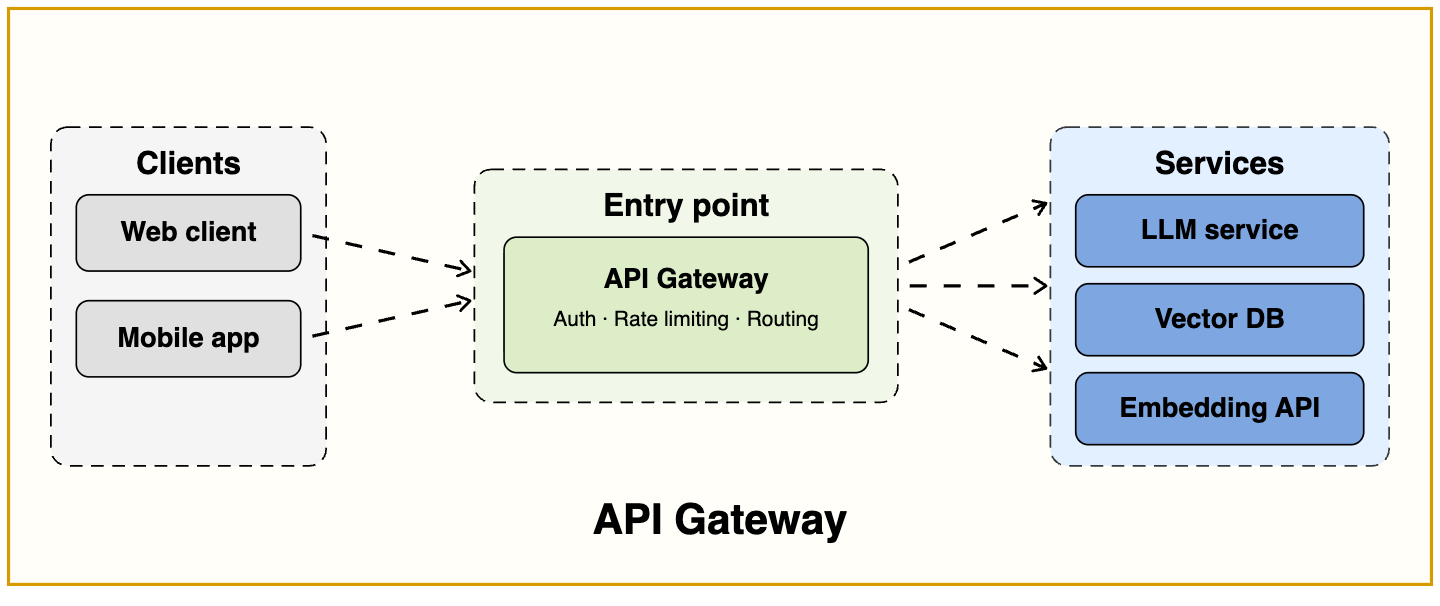 Clients
Web client
Mobile app
Entry point
API Gateway
Auth · Rate limiting · Routing
Services
LLM service
Vector DB
Embedding API
API Gateway